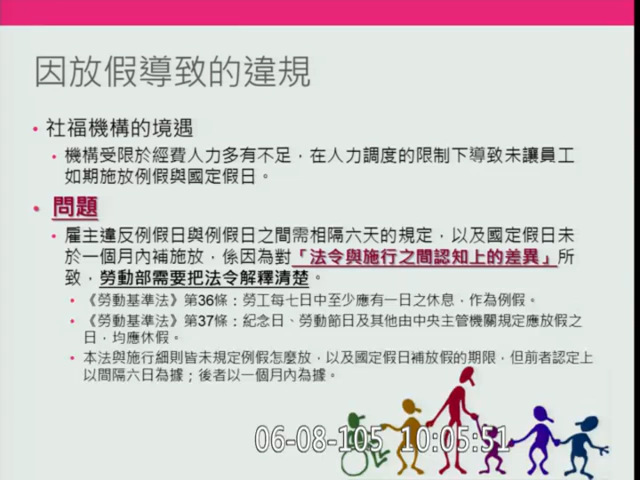 因放假導致的違規
• 社福機構的境遇
• 機構受限於經費人力多有不足，在人力調度的限制下導致未讓員工
如期施放例假與國定假日。
• 問題
• 雇主違反例假日與例假日之間需相隔六天的規定，以及國定假日未
於一個月內補施放，係因為對「法令與施行之間認知上的差異」所
致，勞動部需要把法令解釋清楚。
• 《勞動基準法》第36條：勞工每七日中至少應有一日之休息，作為例假。
• 《勞動基準法》第37條：紀念日、勞動節日及其他由中央主管機關規定應放假之
日，均應休假。
• 本法與施行細則皆未規定例假怎麼放，以及國定假日補放假的期限，但前者認定上
以間隔六日為據；後者以一個月內為據。
06-08-105 10:05:51